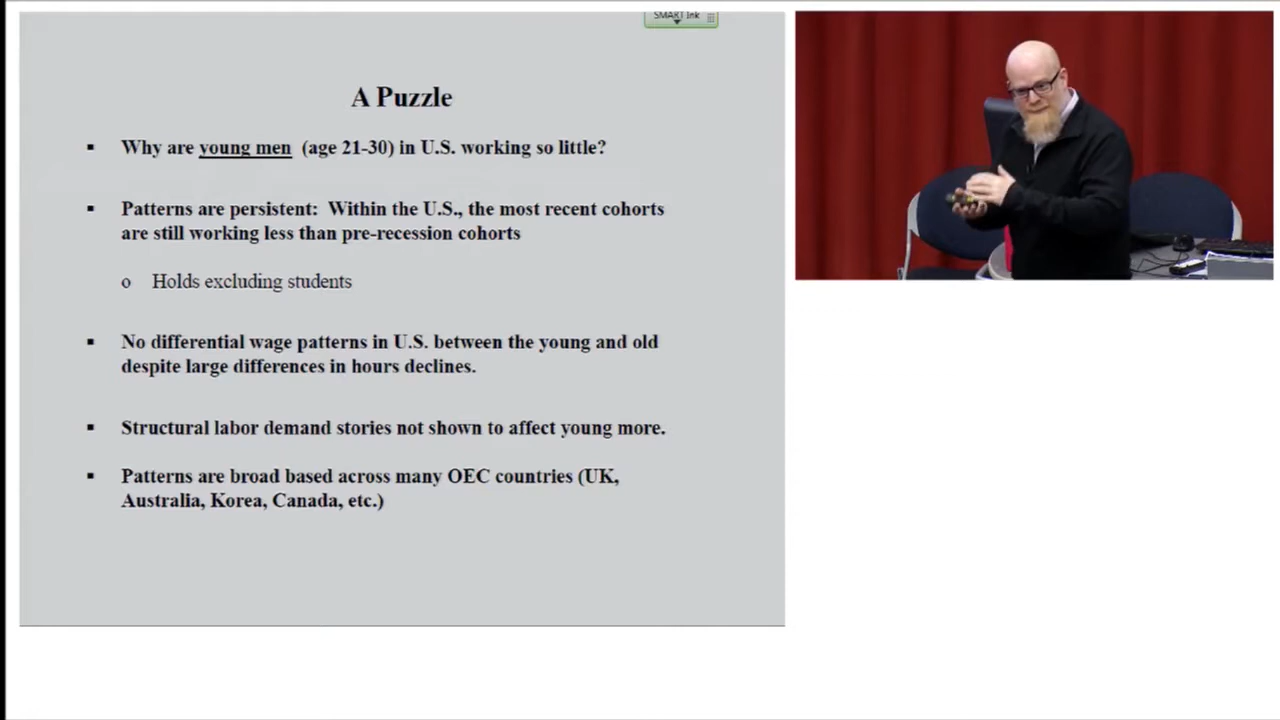 SMART Ink
A Puzzle
▪ Why are young men (age 21-30) in U.S. working so little?
▪ Patterns are persistent: Within the U.S., the most recent cohorts
are still working less than pre-recession cohorts
o Holds excluding students
▪ No differential wage patterns in U.S. between the young and old
despite large differences in hours declines.
▪ Structural labor demand stories not shown to affect young more.
▪ Patterns are broad based across many OEC countries (UK,
Australia, Korea, Canada, etc.)